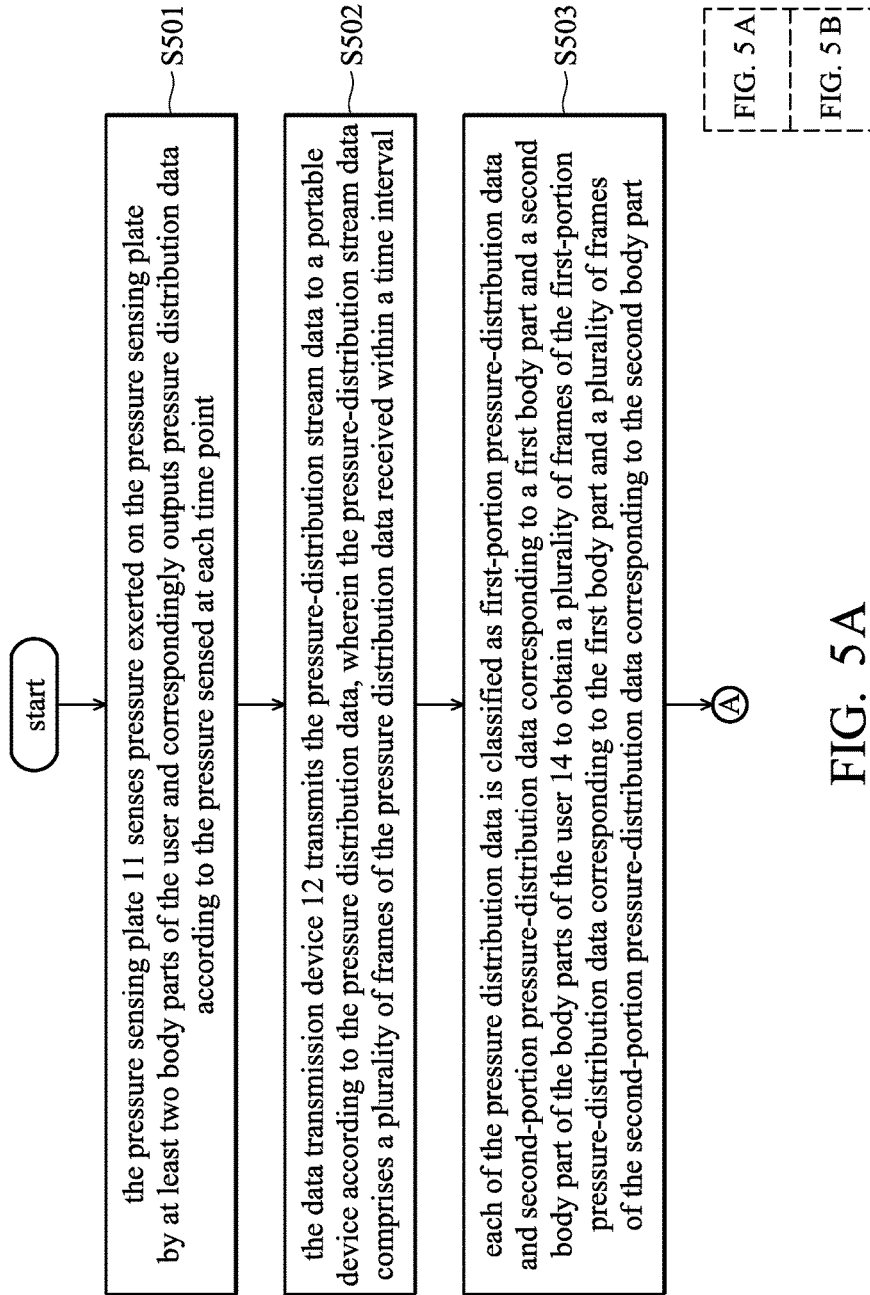 start
the pressure sensing plate 11 senses pressure exerted on the pressure sensing plate
by at least two body parts of the user and correspondingly outputs pressure distribution data
according to the pressure sensed at each time point
S501
the data transmission device 12 transmits the pressure-distribution stream data to a portable
device according to the pressure distribution data, wherein the pressure-distribution stream data
comprises a plurality of frames of the pressure distribution data received within a time interval
S502
each of the pressure distribution data is classified as first-portion pressure-distribution data
and second-portion pressure-distribution data corresponding to a first body part and a second
body part of the body parts of the user 14 to obtain a plurality of frames of the first-portion
pressure-distribution data corresponding to the first body part and a plurality of frames
of the second-portion pressure-distribution data corresponding to the second body part
S503
A
FIG. 5A
FIG. 5B
FIG. 5A